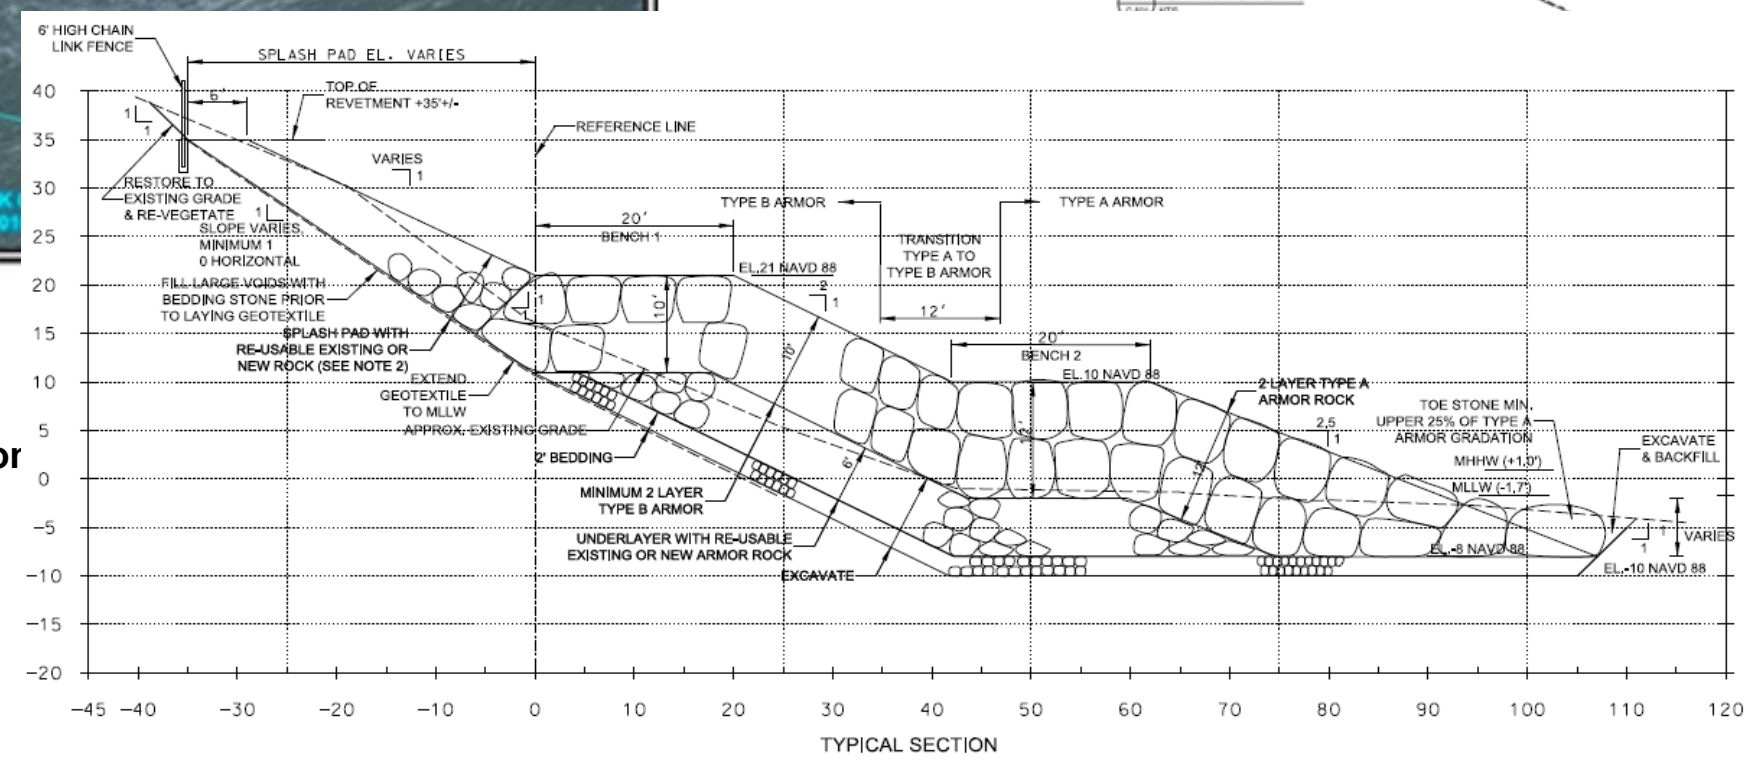 6' HIGH CHAIN
LINK FENCE
SPLASH PAD EL. VARIES
6'
TOP OF
REVETMENT +35'+/-
REFERENCE LINE
1
1
VARIES
1
RESTORE TO
EXISTING GRADE
& RE-VEGETATE
1
SLOPE VARIES,
MINIMUM 1
0 HORIZONTAL
TYPE B ARMOR
TYPE A ARMOR
20'
BENCH 1
TRANSITION
TYPE A TO
TYPE B ARMOR
12'
EL.21 NAVD 88
2
1
FILL LARGE VOIDS WITH
BEDDING STONE PRIOR
TO LAYING GEOTEXTILE
1
1
10'
SPLASH PAD WITH
RE-USABLE EXISTING OR
NEW ROCK (SEE NOTE 2)
10'
20'
BENCH 2
EL.10 NAVD 88
EXTEND
GEOTEXTILE
TO MLLW
APPROX. EXISTING GRADE
2 LAYER TYPE A
ARMOR ROCK
2.5
1
TOE STONE MIN.
UPPER 25% OF TYPE A
ARMOR GRADATION
EXCAVATE
& BACKFILL
2' BEDDING
6'
12'
12'
MHHW (+1.0')
MLLW (-1.7')
MINIMUM 2 LAYER
TYPE B ARMOR
UNDERLAYER WITH RE-USABLE
EXISTING OR NEW ARMOR ROCK
EXCAVATE
EL.-8 NAVD 88
1
1
VARIES
EL.-10 NAVD 88
40
35
30
25
20
15
10
5
0
-5
-10
-15
-20
-45 -40 -30 -20 -10 0 10 20 30 40 50 60 70 80 90 100 110 120
TYPICAL SECTION
or